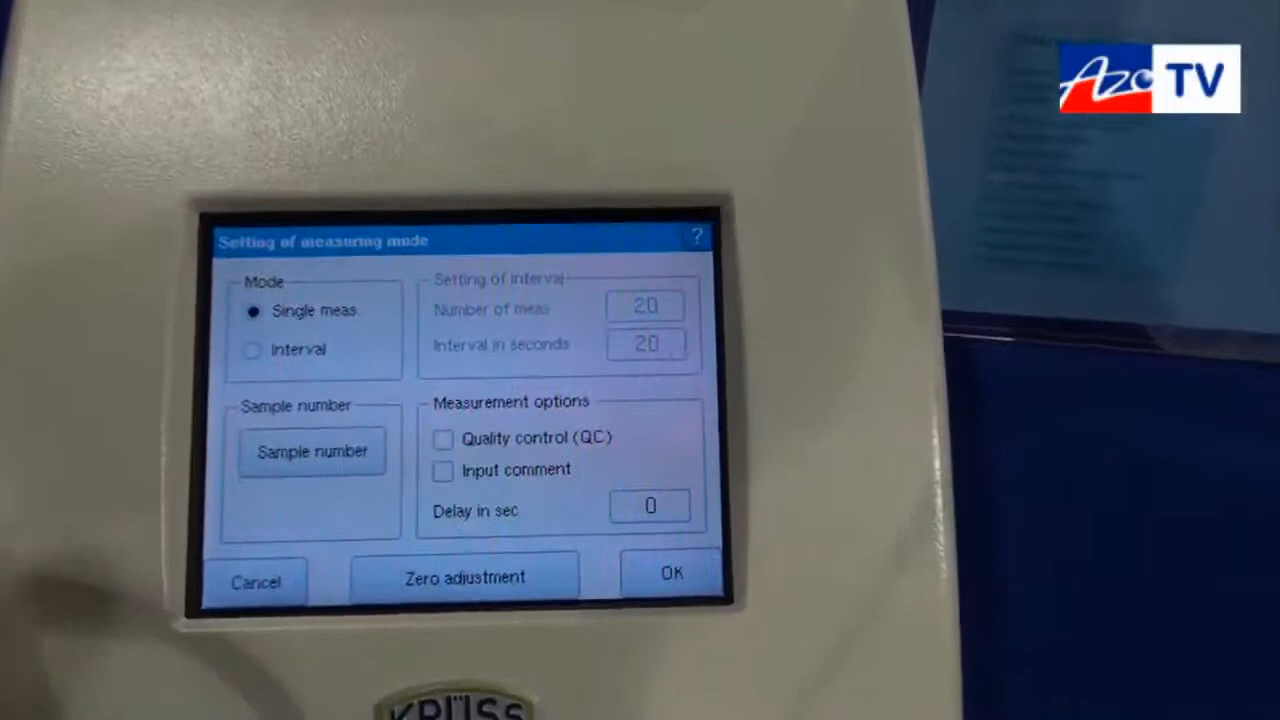 Azo TV
Setting of measuring mode ?
Mode
Single meas.
Interval
Setting of interval
Number of meas
20
Interval in seconds
20
Sample number
Sample number
Measurement options
Quality control (QC)
Input comment
Delay in sec
0
Cancel
Zero adjustment
OK
KRÜSS